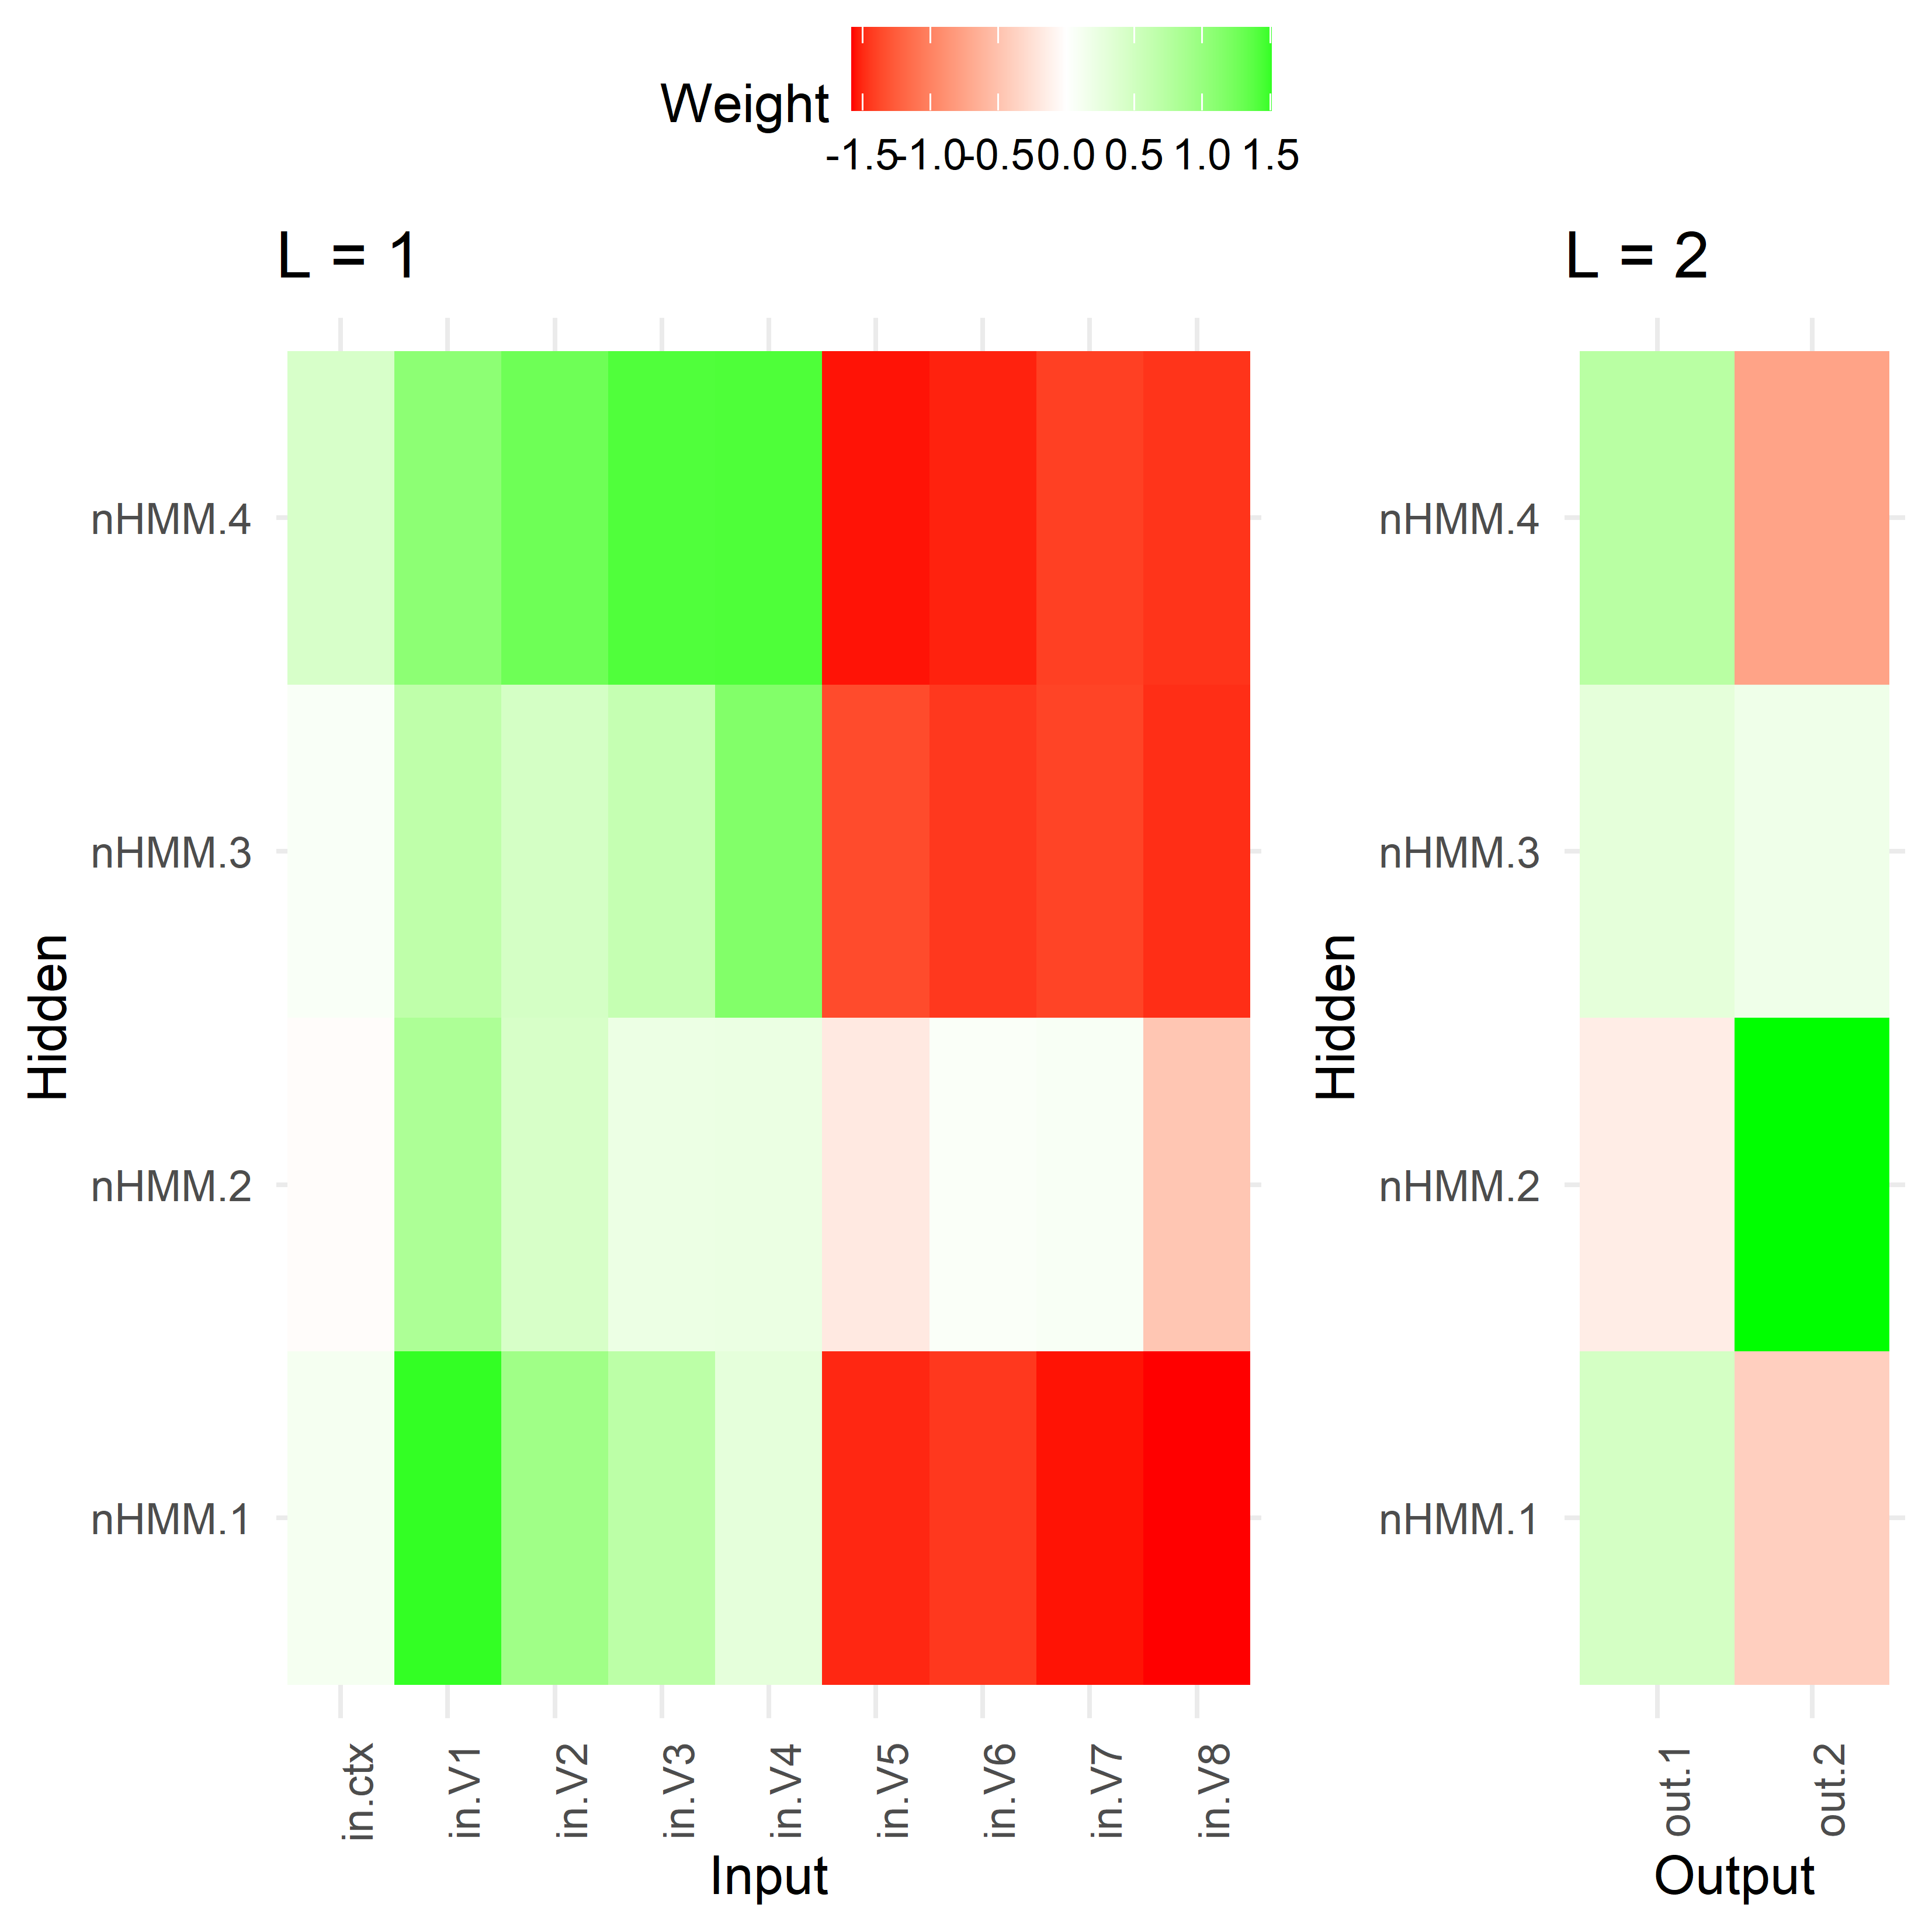 Weight
-1.5 -1.0 -0.5 0.0 0.5 1.0 1.5
L = 1
L = 2
nHMM.4
nHMM.3
nHMM.2
nHMM.1
Hidden
in.ctx
in.V1
in.V2
in.V3
in.V4
in.V5
in.V6
in.V7
in.V8
Input
nHMM.4
nHMM.3
nHMM.2
nHMM.1
Hidden
out.1
out.2
Output